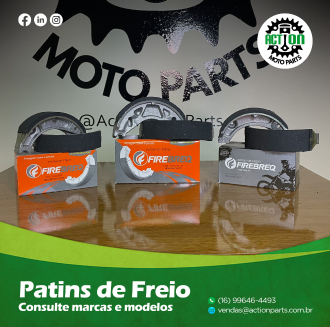 ACTION
MOTO PARTS
MOTO PARTS
@ActionMotoParts
FIREBREQ
FIREBREQ
FIREBREQ
Patins de Freio
Consulte marcas e modelos
(16) 99646-4493
vendas@actionparts.com.br